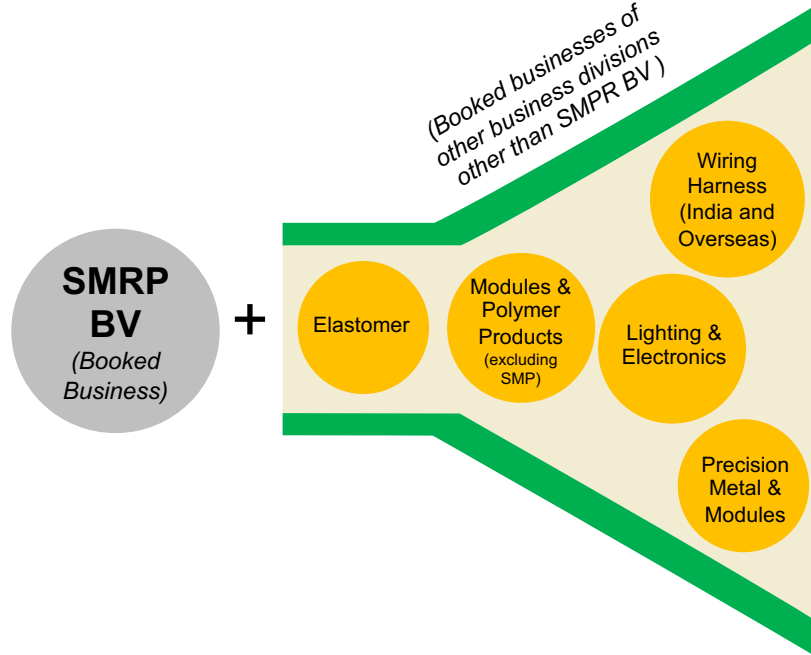 (Booked businesses of
other business divisions
other than SMPR BV )
SMRP
BV
(Booked
Business)
+
Elastomer
Modules &
Polymer
Products
(excluding
SMP)
Wiring
Harness
(India and
Overseas)
Lighting &
Electronics
Precision
Metal &
Modules